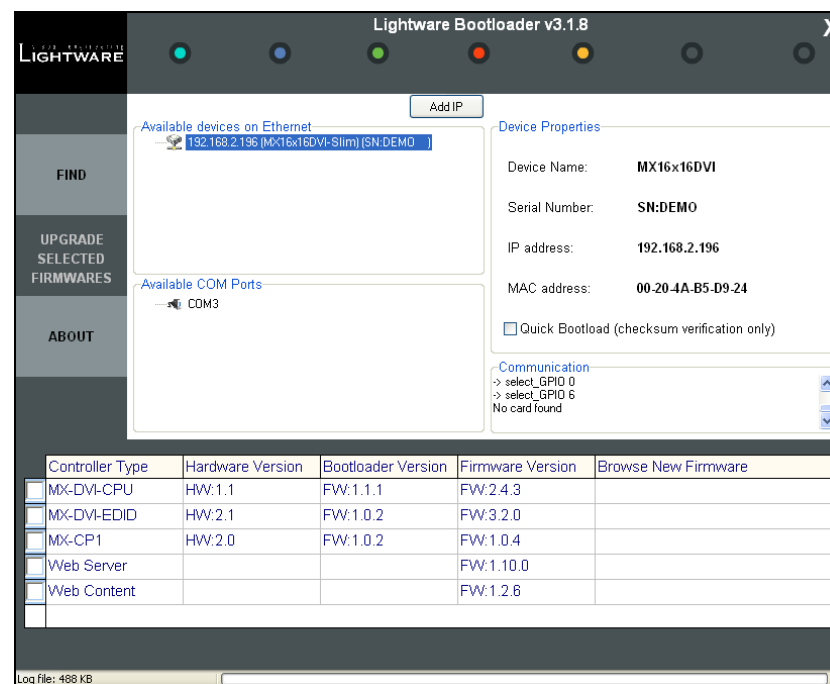 Lightware Bootloader v3.1.8
X
LIGHTWARE
Add IP
Available devices on Ethernet
192.168.2.196 (MX16x16DVI-Slim) (SN:DEMO )
FIND
UPGRADE
SELECTED
FIRMWARES
ABOUT
Available COM Ports
COM3
Device Properties
Device Name: MX16x16DVI
Serial Number: SN:DEMO
IP address: 192.168.2.196
MAC address: 00-20-4A-B5-D9-24
Quick Bootload (checksum verification only)
Communication
-> select_GPIO 0
-> select_GPIO 6
No card found
Controller Type Hardware Version Bootloader Version Firmware Version Browse New Firmware
MX-DVI-CPU HW:1.1 FW:1.1.1 FW:2.4.3
MX-DVI-EDID HW:2.1 FW:1.0.2 FW:3.2.0
MX-CP1 HW:2.0 FW:1.0.2 FW:1.0.4
Web Server FW:1.10.0
Web Content FW:1.2.6
Log file: 488 KB